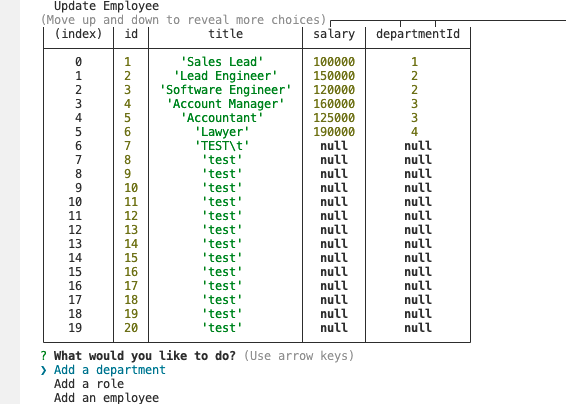 Update Employee
(Move up and down to reveal more choices)
(index) id title salary departmentId
0 1 'Sales Lead' 100000 1
1 2 'Lead Engineer' 150000 2
2 3 'Software Engineer' 120000 2
3 4 'Account Manager' 160000 3
4 5 'Accountant' 125000 3
5 6 'Lawyer' 190000 4
6 7 'TEST\t' null null
7 8 'test' null null
8 9 'test' null null
9 10 'test' null null
10 11 'test' null null
11 12 'test' null null
12 13 'test' null null
13 14 'test' null null
14 15 'test' null null
15 16 'test' null null
16 17 'test' null null
17 18 'test' null null
18 19 'test' null null
19 20 'test' null null
? What would you like to do? (Use arrow keys)
❯ Add a department
Add a role
Add an employee